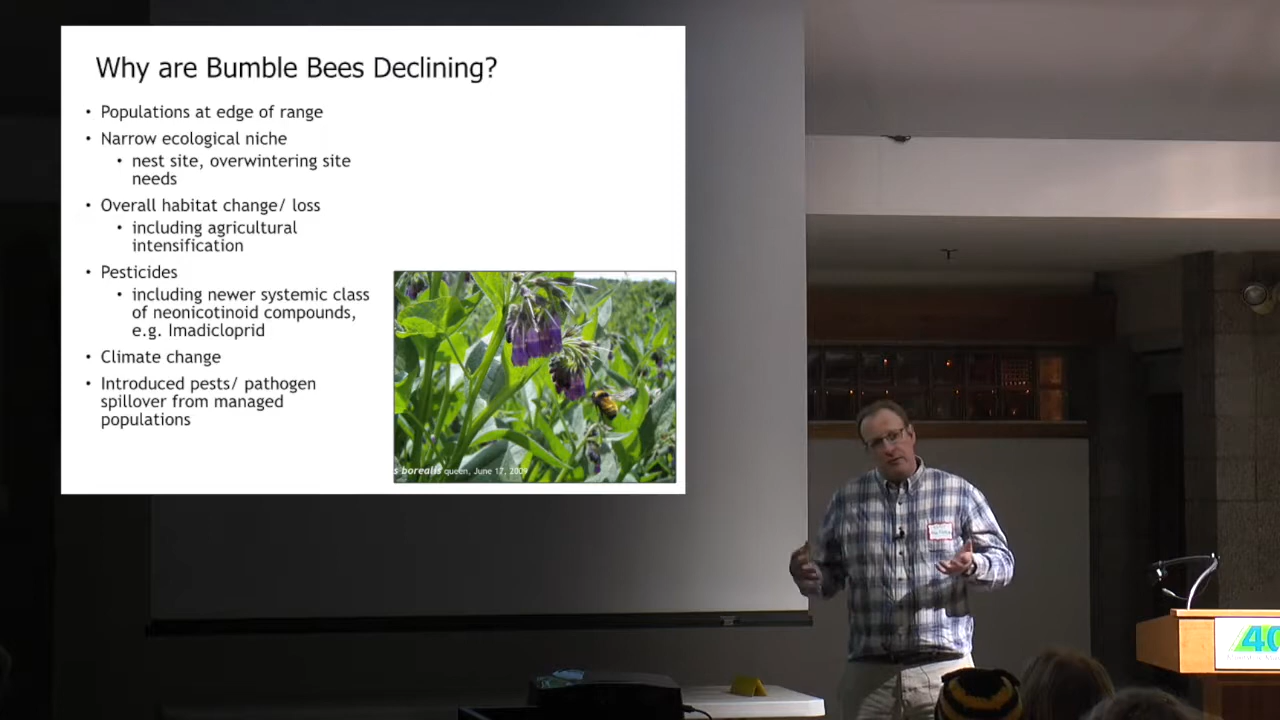 Why are Bumble Bees Declining?
• Populations at edge of range
• Narrow ecological niche
• nest site, overwintering site
needs
• Overall habitat change/ loss
• including agricultural
intensification
• Pesticides
• including newer systemic class
of neonicotinoid compounds,
e.g. Imadicloprid
• Climate change
• Introduced pests/ pathogen
spillover from managed
populations
s borealis queen, June 17, 2009
40